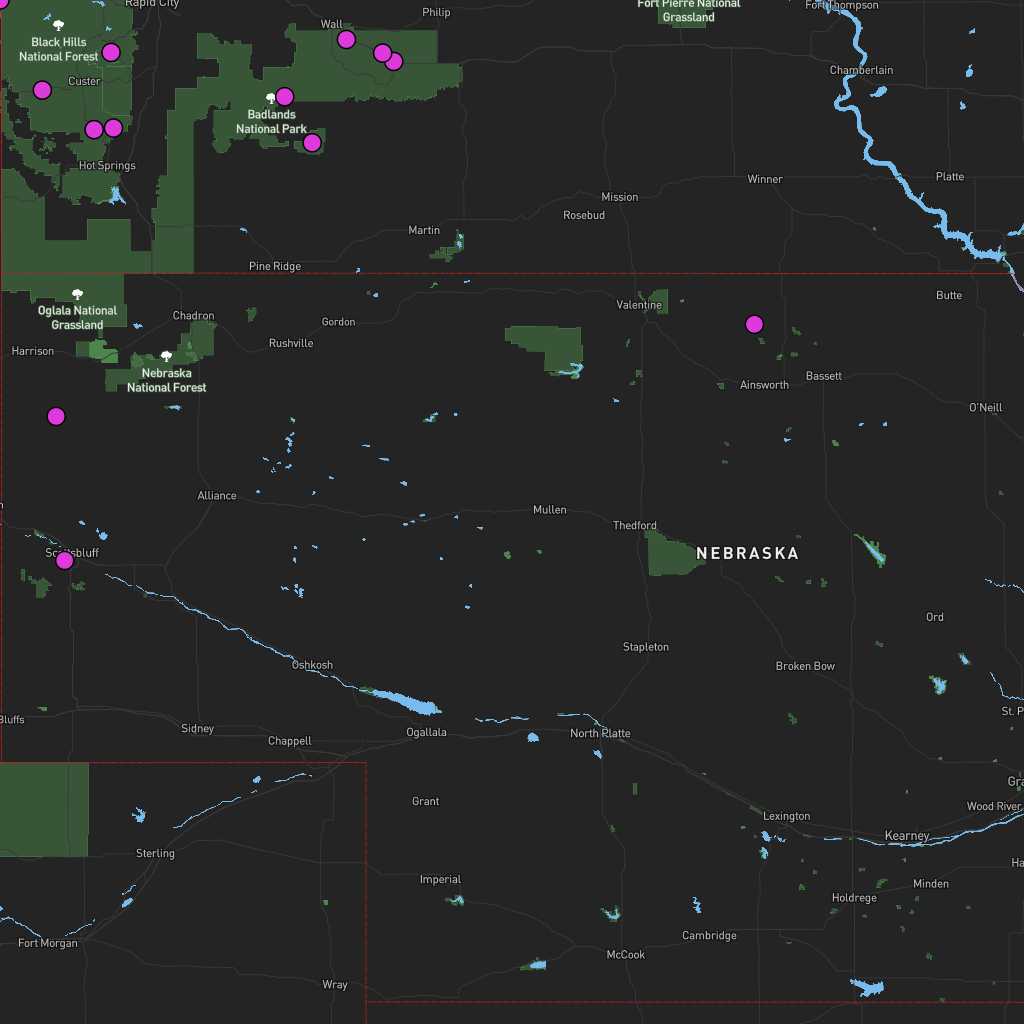 Rapid City
Philip
Fort Pierre National
Grassland
Fort Thompson
Wall
Black Hills
National Forest
Chamberlain
Custer
Badlands
National Park
Hot Springs
Winner
Platte
Mission
Rosebud
Martin
Pine Ridge
Butte
Oglala National
Grassland
Valentine
Chadron
Gordon
Rushville
Harrison
Nebraska
National Forest
Bassett
Ainsworth
O'Neill
Alliance
Mullen
Thedford
Scottsbluff
NEBRASKA
Ord
Stapleton
Oshkosh
Broken Bow
St. P
Bluffs
Sidney
Ogallala
North Platte
Chappell
Gra
Grant
Wood River
Lexington
Kearney
Sterling
Ha
Imperial
Minden
Holdrege
Cambridge
Fort Morgan
McCook
Wray